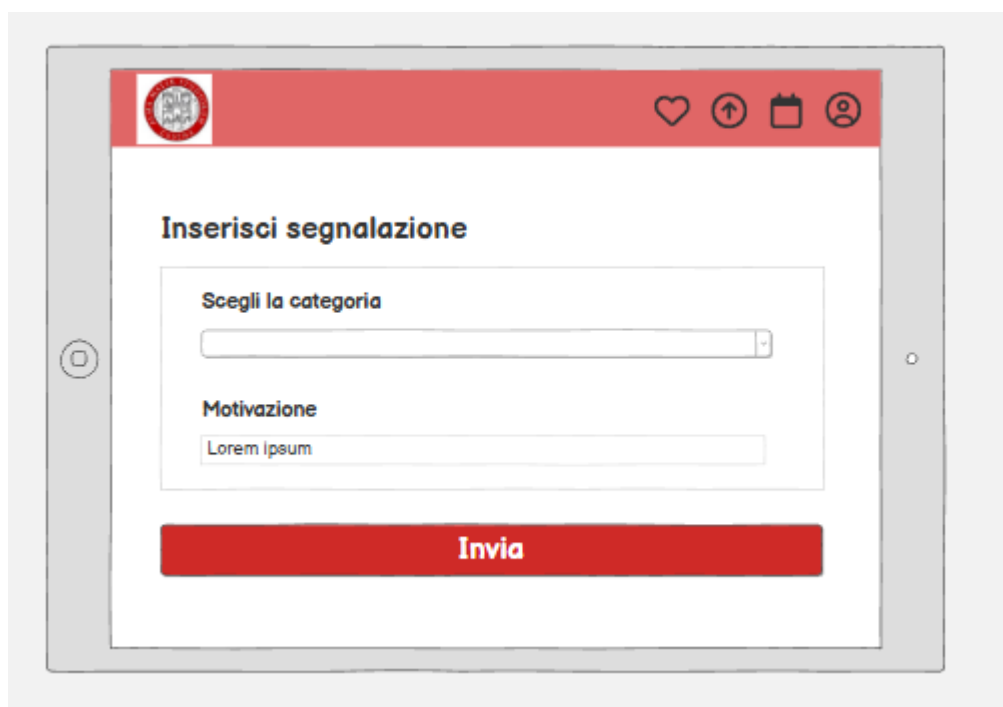 Inserisci segnalazione
Scegli la categoria
Motivazione
Lorem ipsum
Invia